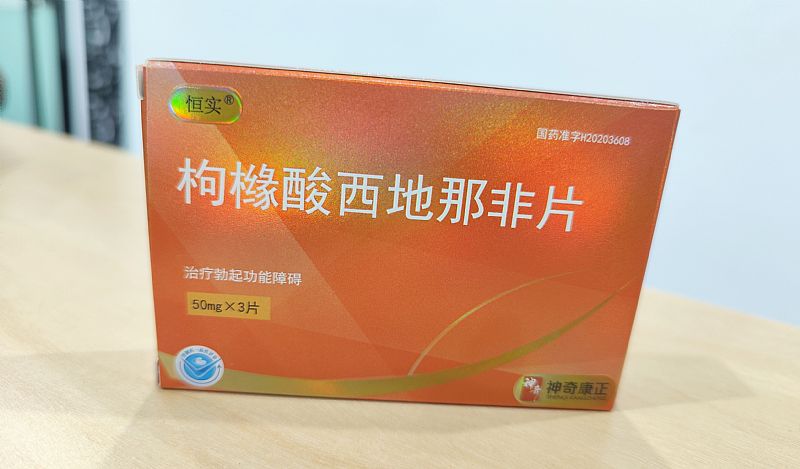 恒实®
国药准字H20203608
枸橼酸西地那非片
治疗勃起功能障碍
50mg×3片
神奇康正